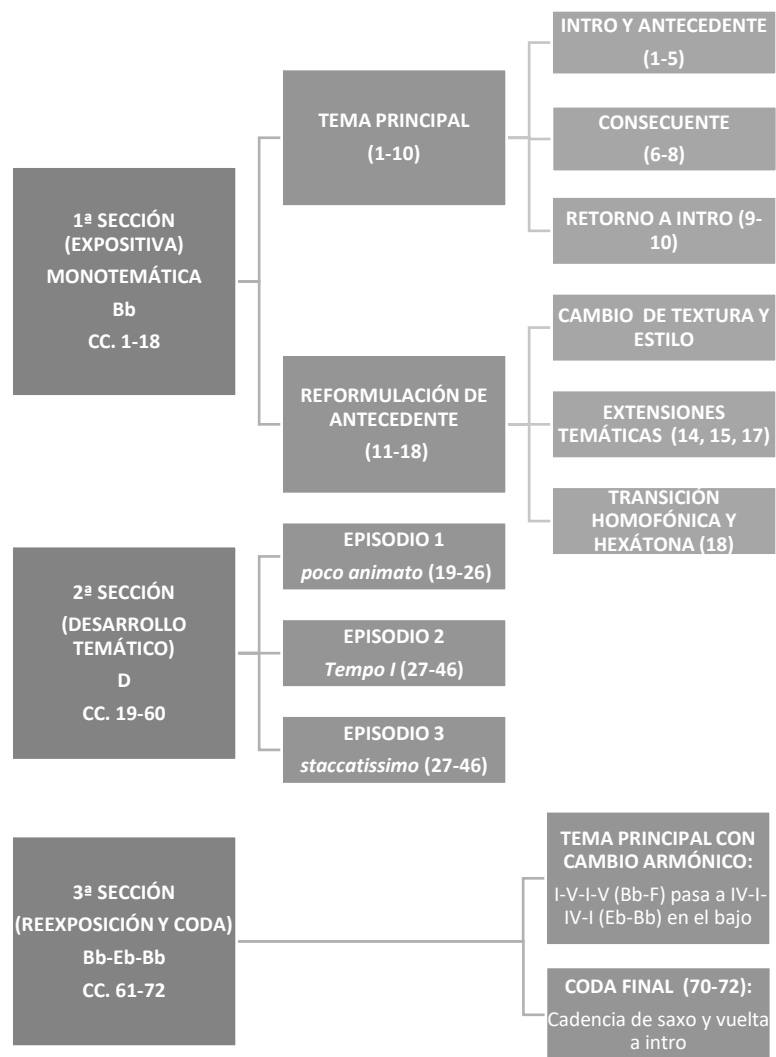 1ª SECCIÓN
(EXPOSITIVA)
MONOTEMÁTICA
Bb
CC. 1-18
TEMA PRINCIPAL
(1-10)
INTRO Y ANTECEDENTE
(1-5)
CONSECUENTE
(6-8)
RETORNO A INTRO (9-
10)
REFORMULACIÓN DE
ANTECEDENTE
(11-18)
CAMBIO DE TEXTURA Y
ESTILO
EXTENSIONES
TEMÁTICAS (14, 15, 17)
TRANSICIÓN
HOMOFÓNICA Y
HEXÁTONA (18)
2ª SECCIÓN
(DESARROLLO
TEMÁTICO)
D
CC. 19-60
EPISODIO 1
poco animato (19-26)
EPISODIO 2
Tempo I (27-46)
EPISODIO 3
staccatissimo (27-46)
3ª SECCIÓN
(REEXPOSICIÓN Y CODA)
Bb-Eb-Bb
CC. 61-72
TEMA PRINCIPAL CON
CAMBIO ARMÓNICO:
I-V-I-V (Bb-F) pasa a IV-I-
IV-I (Eb-Bb) en el bajo
CODA FINAL (70-72):
Cadencia de saxo y vuelta
a intro